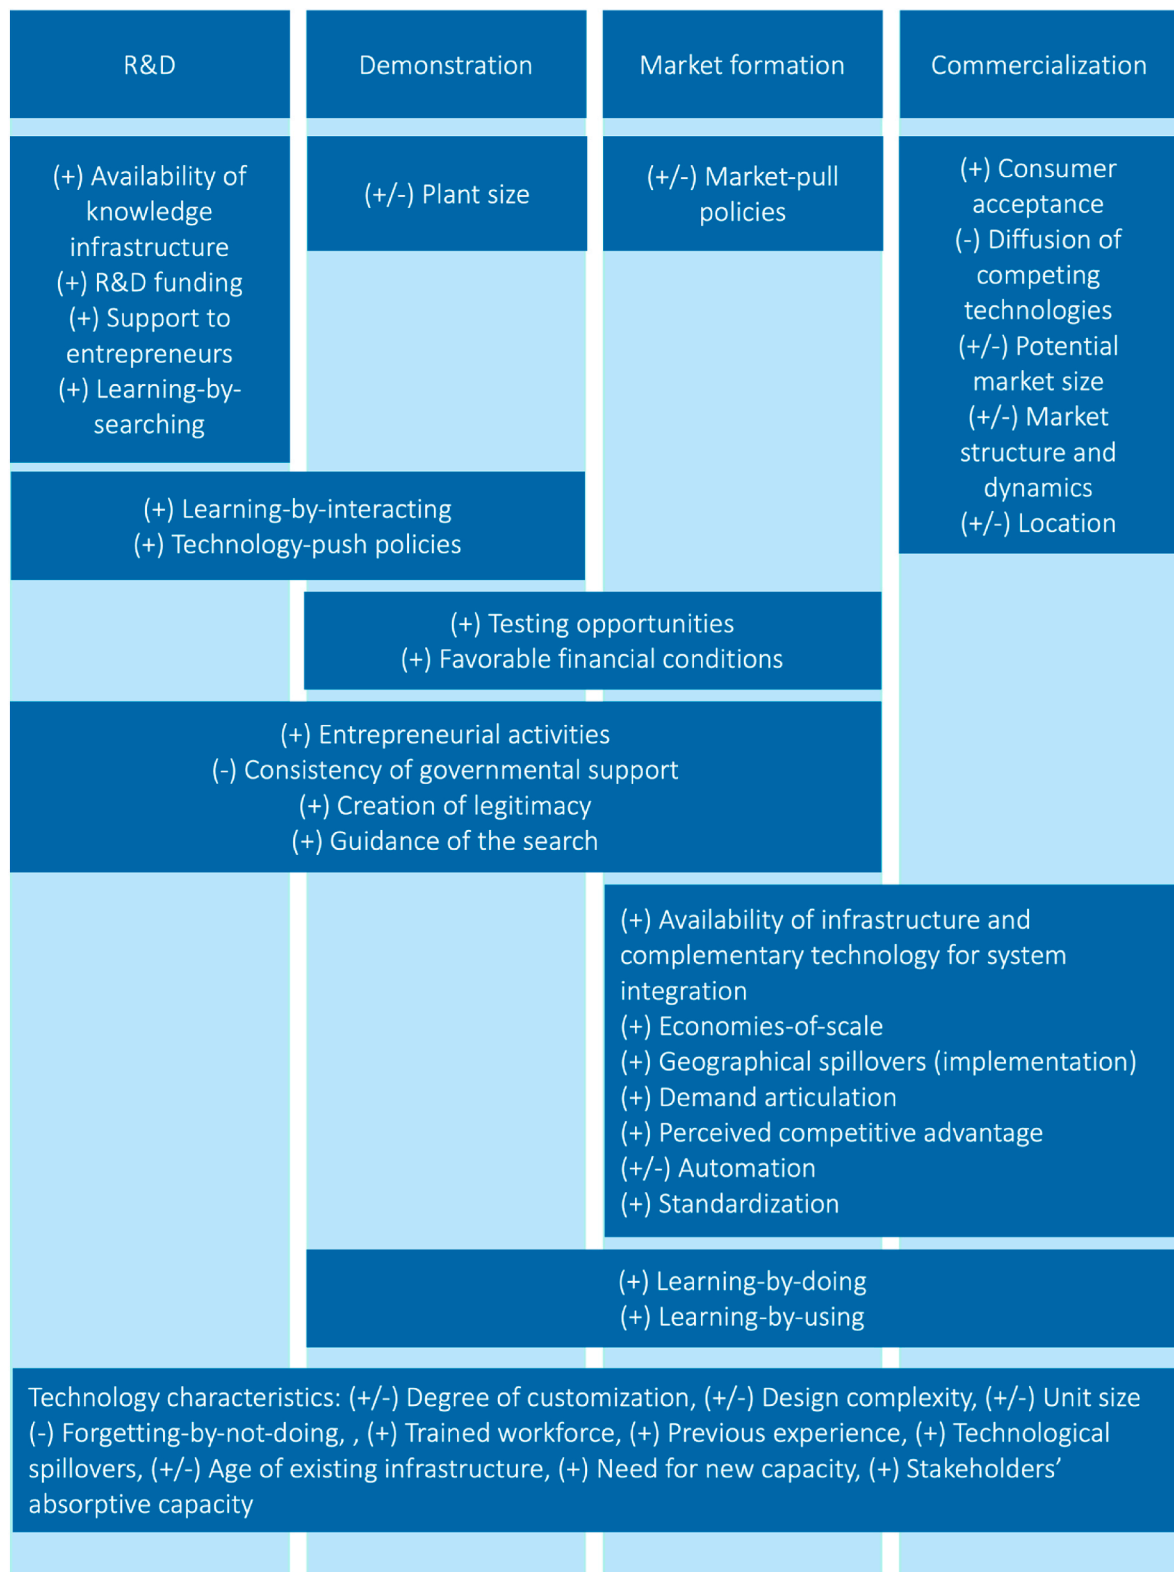 R&D
Demonstration
Market formation
Commercialization
(+) Availability of
knowledge
infrastructure
(+) R&D funding
(+) Support to
entrepreneurs
(+) Learning-by-
searching
(+/-) Plant size
(+/-) Market-pull
policies
(+) Consumer
acceptance
(-) Diffusion of
competing
technologies
(+/-) Potential
market size
(+/-) Market
structure and
dynamics
(+/-) Location
(+) Learning-by-interacting
(+) Technology-push policies
(+) Testing opportunities
(+) Favorable financial conditions
(+) Entrepreneurial activities
(-) Consistency of governmental support
(+) Creation of legitimacy
(+) Guidance of the search
(+) Availability of infrastructure and
complementary technology for system
integration
(+) Economies-of-scale
(+) Geographical spillovers (implementation)
(+) Demand articulation
(+) Perceived competitive advantage
(+/-) Automation
(+) Standardization
(+) Learning-by-doing
(+) Learning-by-using
Technology characteristics: (+/-) Degree of customization, (+/-) Design complexity, (+/-) Unit size
(-) Forgetting-by-not-doing, , (+) Trained workforce, (+) Previous experience, (+) Technological
spillovers, (+/-) Age of existing infrastructure, (+) Need for new capacity, (+) Stakeholders’
absorptive capacity